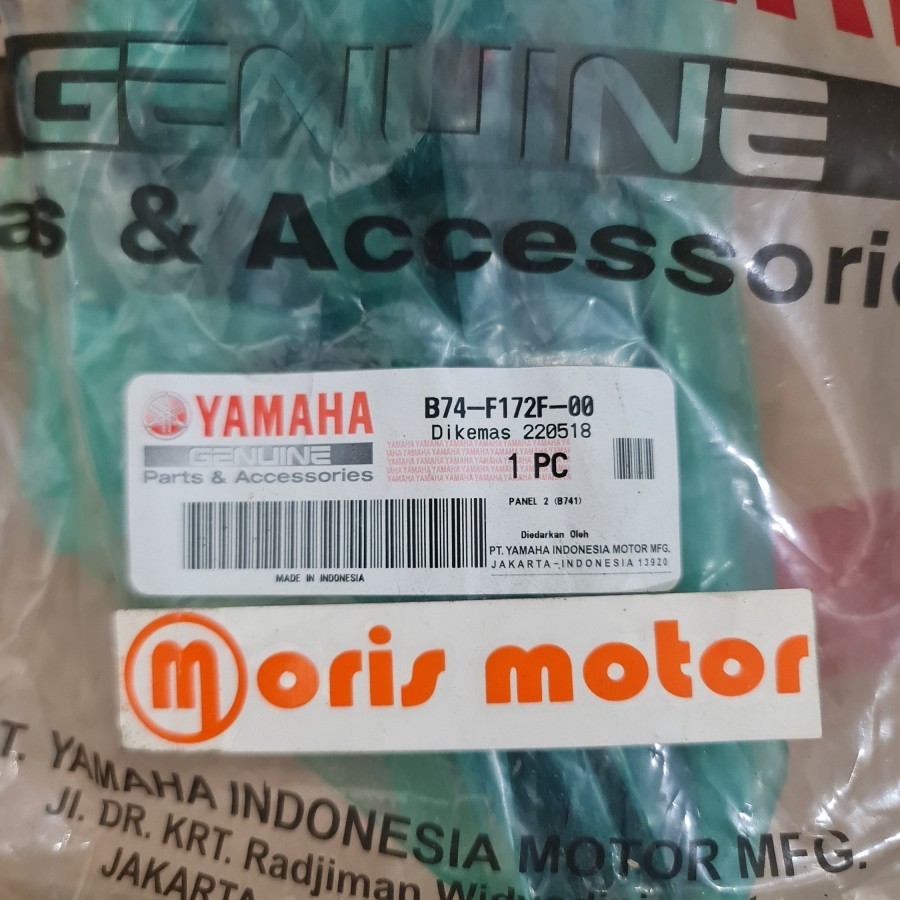 GENUINE
& Accessori
YAMAHA
GENUINE
Parts & Accessories
B74-F172F-00
Dikemas 220518
1 PC
PANEL 2 (B741)
Diedarkan Oleh
PT. YAMAHA INDONESIA MOTOR MFG.
JAKARTA-INDONESIA 13920
MADE IN INDONESIA
moris motor
T. YAMAHA INDONESIA MOTOR MFG.
Jl. DR. KRT. Radjiman
JAKARTA